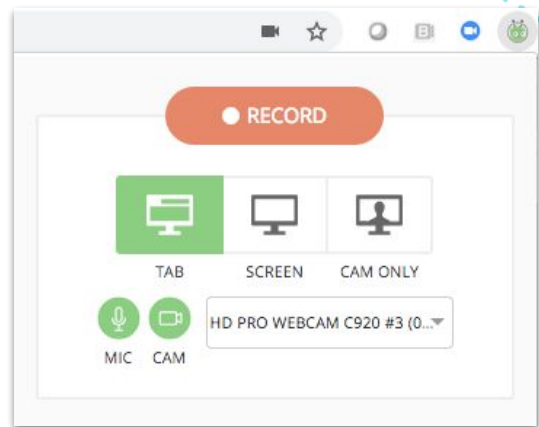 RECORD
TAB SCREEN CAM ONLY
HD PRO WEBCAM C920 #3 (0...
MIC CAM